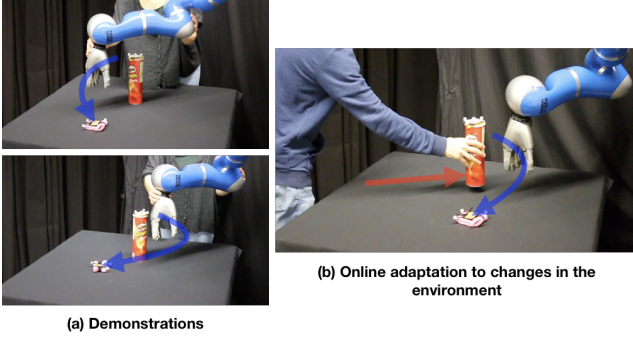 (a) Demonstrations
(b) Online adaptation to changes in the
environment